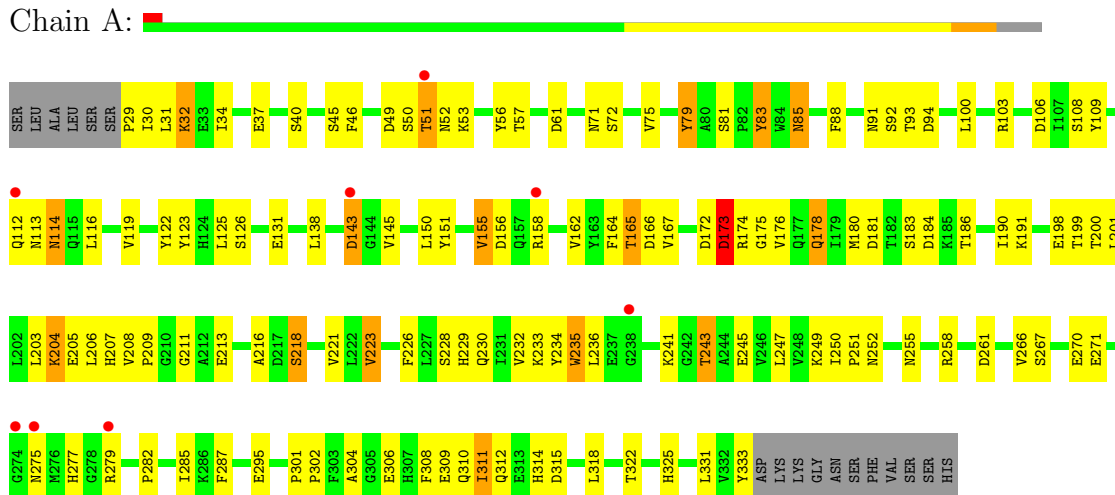 Chain A:
SER LEU ALA LEU SER SER P29 I30 L31 K32 E33 I34 E37 S40 S45 F46 D49 S50 T51 N52 K53 Y56 T57 D61 N71 S72 V75 Y79 A80 S81 P82 Y83 W84 N85 F88 N91 S92 T93 D94 L100 R103 D106 I107 S108 Y109
Q112 N113 N114 Q115 L116 V119 Y122 Y123 H124 L125 S126 E131 L138 D143 G144 V145 L150 Y151 V155 D156 Q157 R158 V162 Y163 F164 T165 D166 V167 D172 D173 R174 G175 V176 Q177 Q178 I179 M180 D181 T182 S183 D184 K185 T186 I190 K191 E198 T199 T200 L201
L202 L203 K204 E205 L206 H207 V208 P209 G210 G211 A212 E213 A216 D217 S218 V221 L222 V223 F226 L227 S228 H229 Q230 I231 V232 K233 Y234 W235 L236 E237 G238 K241 G242 T243 A244 E245 V246 L247 V248 K249 I250 P251 N252 N255 R258 D261 V266 S267 E270 E271
G274 N275 M276 H277 G278 R279 P282 I285 K286 F287 E295 P301 P302 F303 A304 G305 E306 H307 F308 E309 Q310 I311 Q312 E313 H314 D315 L318 T322 H325 L331 V332 Y333 ASP LYS LYS GLY ASN SER PHE VAL SER SER HIS